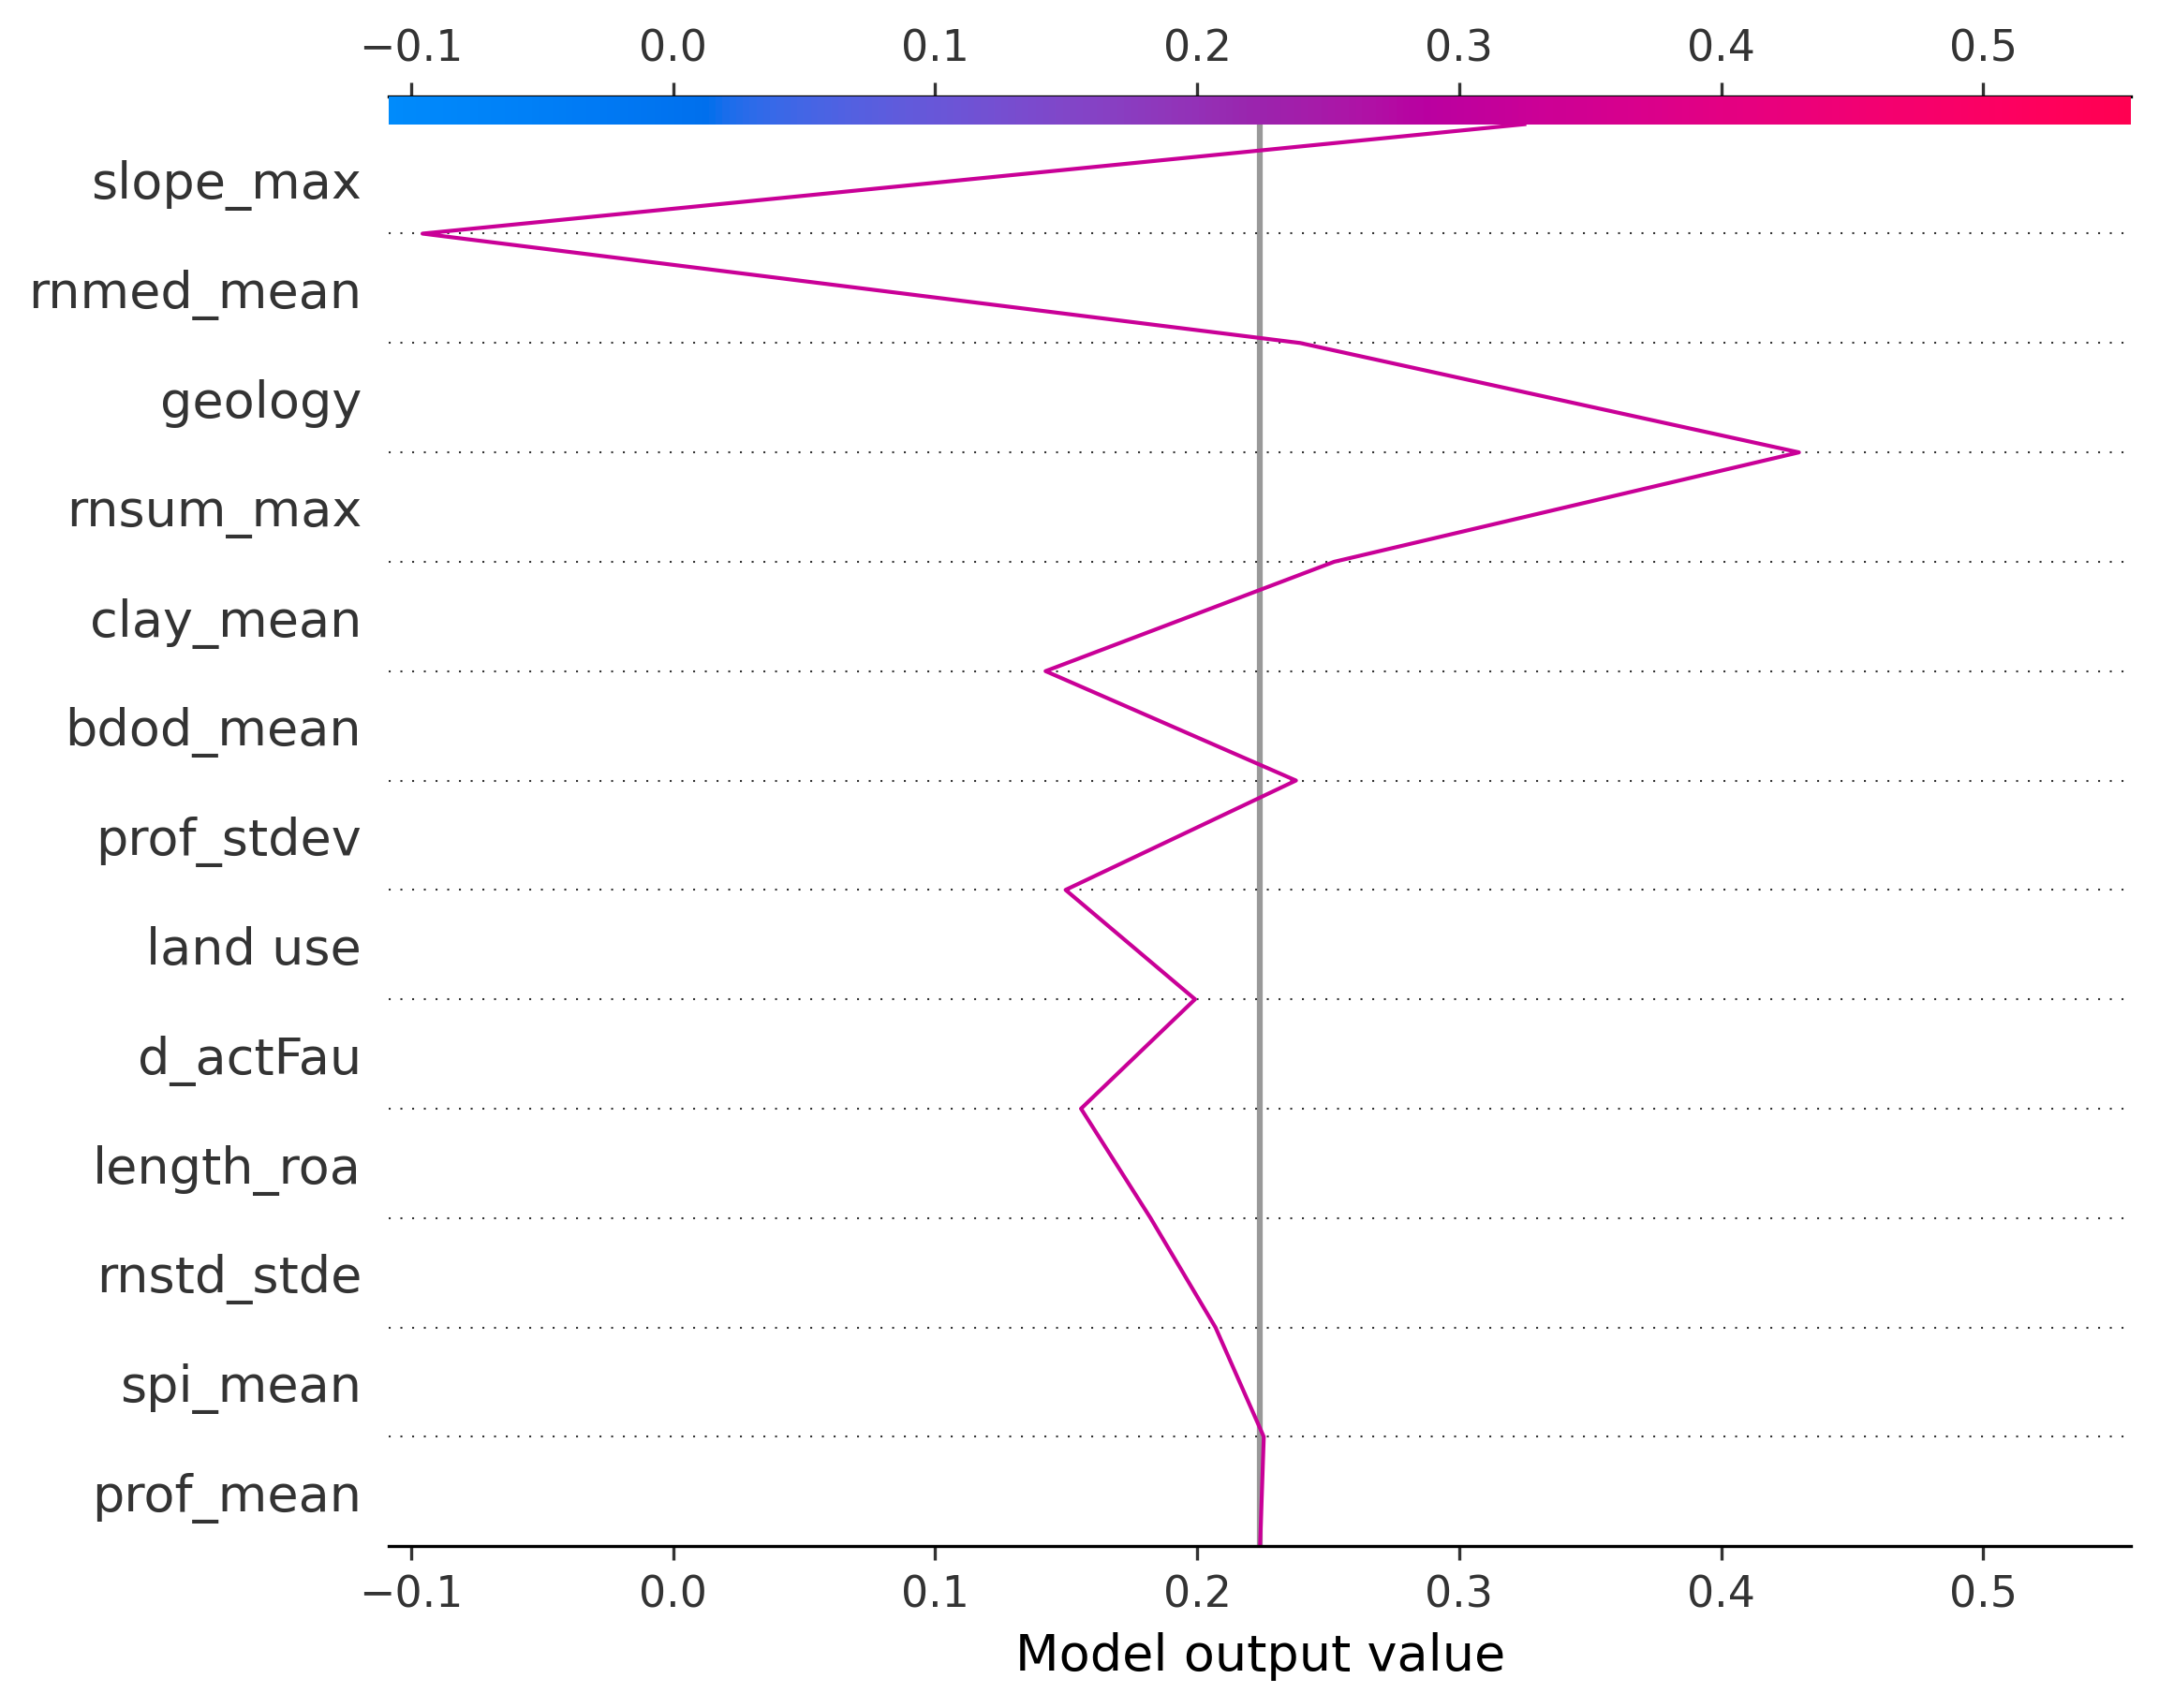 −0.1 0.0 0.1 0.2 0.3 0.4 0.5
slope_max
rnmed_mean
geology
rnsum_max
clay_mean
bdod_mean
prof_stdev
land use
d_actFau
length_roa
rnstd_stde
spi_mean
prof_mean
−0.1 0.0 0.1 0.2 0.3 0.4 0.5
Model output value